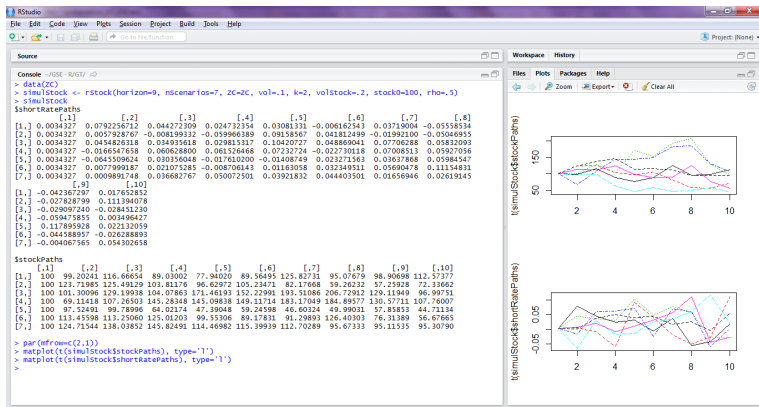 RStudio
File Edit Code View Plots Session Project Build Tools Help
Go to file/function
Project: (None)
Source
Console ~/GSE - R/GT/
> data(ZC)
> simulStock <- rStock(horizon=9, nScenarios=7, ZC=ZC, vol=.1, k=2, volStock=.2, stock0=100, rho=.5)
> simulStock
$shortRatePaths
[,1] [,2] [,3] [,4] [,5] [,6] [,7] [,8]
[1,] 0.0034327 0.0792256712 0.044272309 0.024732354 0.03081331 -0.006162543 0.03719004 -0.05558534
[2,] 0.0034327 0.0057928767 -0.008199332 -0.059966389 0.09158567 0.041812499 -0.01992100 -0.05046955
[3,] 0.0034327 0.0454826318 0.034935618 0.029815317 0.10420727 0.048869041 0.07706288 0.05832093
[4,] 0.0034327 -0.0166547658 0.060628800 0.061526468 0.07232724 -0.022730118 0.07008513 0.05927056
[5,] 0.0034327 -0.0645509624 0.030356048 -0.017610200 -0.01408749 0.023271563 0.03637868 0.05984547
[6,] 0.0034327 0.0077999187 0.021075285 -0.008706143 0.01163058 0.032349511 0.05690478 0.11154831
[7,] 0.0034327 0.0009891748 0.036682767 0.050072501 0.03921832 0.044403501 0.01656946 0.02619145
[,9] [,10]
[1,] -0.042367297 0.017652852
[2,] -0.027828799 0.111394078
[3,] -0.029097240 -0.028451230
[4,] -0.059475855 0.003496427
[5,] 0.117895928 0.022132059
[6,] -0.044588957 -0.026288893
[7,] -0.004067565 0.054302658
$stockPaths
[,1] [,2] [,3] [,4] [,5] [,6] [,7] [,8] [,9] [,10]
[1,] 100 99.20241 116.66654 89.03002 77.94020 89.56495 125.82731 95.07679 98.90698 112.57377
[2,] 100 123.71985 125.49129 103.81176 96.62972 105.23471 82.17668 59.26232 57.25928 72.33662
[3,] 100 101.30096 129.19938 104.07863 171.46193 152.22991 193.51086 206.72912 129.11949 96.99751
[4,] 100 69.11418 107.26503 145.28348 145.09838 149.11714 183.17049 184.89577 130.57711 107.76007
[5,] 100 97.52491 99.78996 64.02174 47.39048 59.24598 46.60324 49.99031 57.85853 44.71134
[6,] 100 113.45598 113.25060 125.01203 99.55306 89.17831 91.29893 126.40303 76.31389 56.67665
[7,] 100 124.71544 138.03852 145.82491 114.46982 115.39939 112.70289 95.67333 95.11535 95.30790
> par(mfrow=c(2,1))
> matplot(t(simulStock$stockPaths), type='l')
> matplot(t(simulStock$shortRatePaths), type='l')
>
Workspace History
Files Plots Packages Help
Zoom Export Clear All
t(simulStock$stockPaths)
150
50
2 4 6 8 10
t(simulStock$shortRatePaths)
0.05
-0.05
2 4 6 8 10